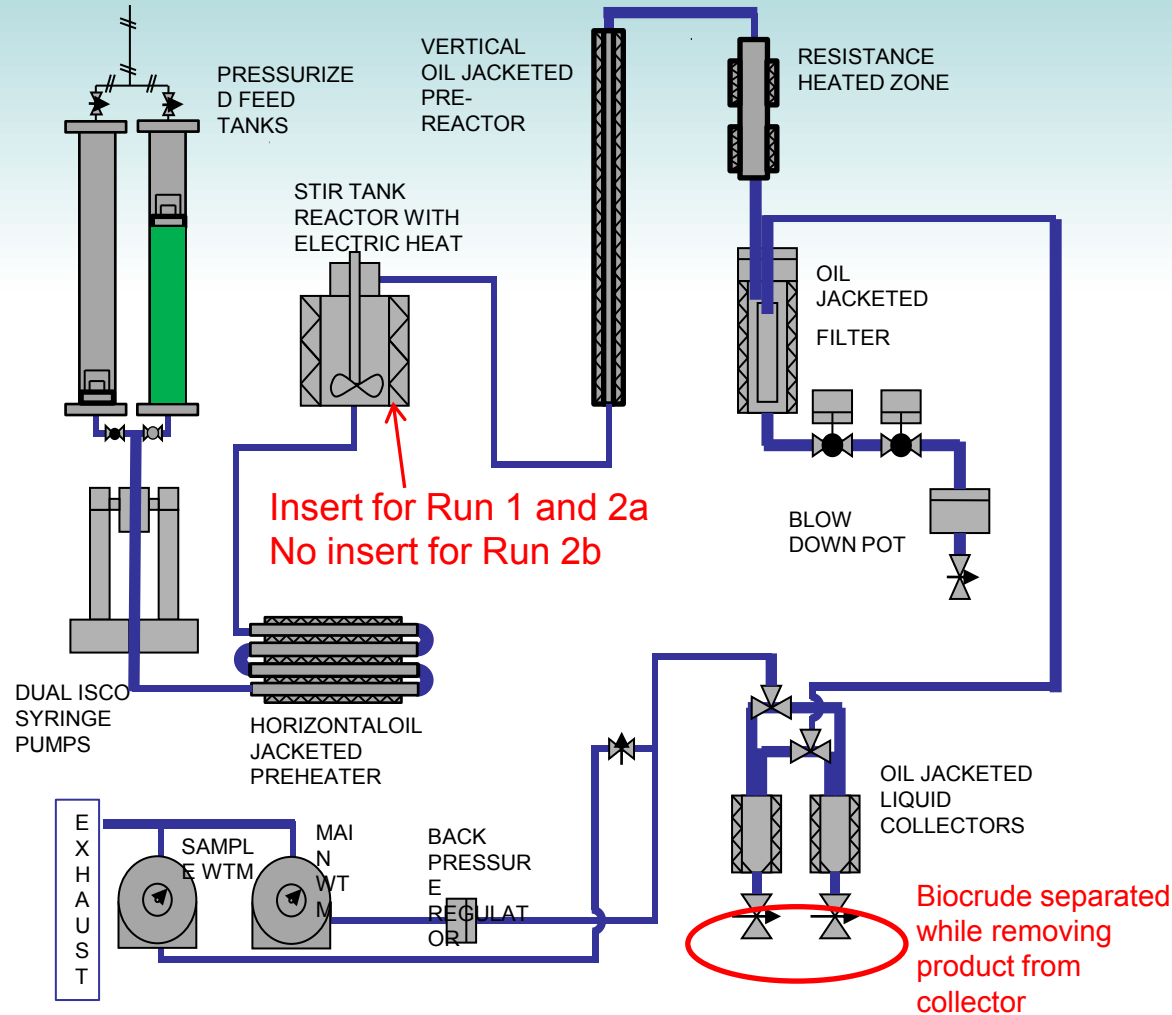 PRESSURIZE
D FEED
TANKS
VERTICAL
OIL JACKETED
PRE-
REACTOR
RESISTANCE
HEATED ZONE
STIR TANK
REACTOR WITH
ELECTRIC HEAT
OIL
JACKETED
FILTER
Insert for Run 1 and 2a
No insert for Run 2b
BLOW
DOWN POT
DUAL ISCO
SYRINGE
PUMPS
HORIZONTALOIL
JACKETED
PREHEATER
OIL JACKETED
LIQUID
COLLECTORS
E
X
H
A
U
S
T
SAMPL
E WTM
MAI
N
WT
M
BACK
PRESSUR
E
REGULAT
OR
Biocrude separated
while removing
product from
collector